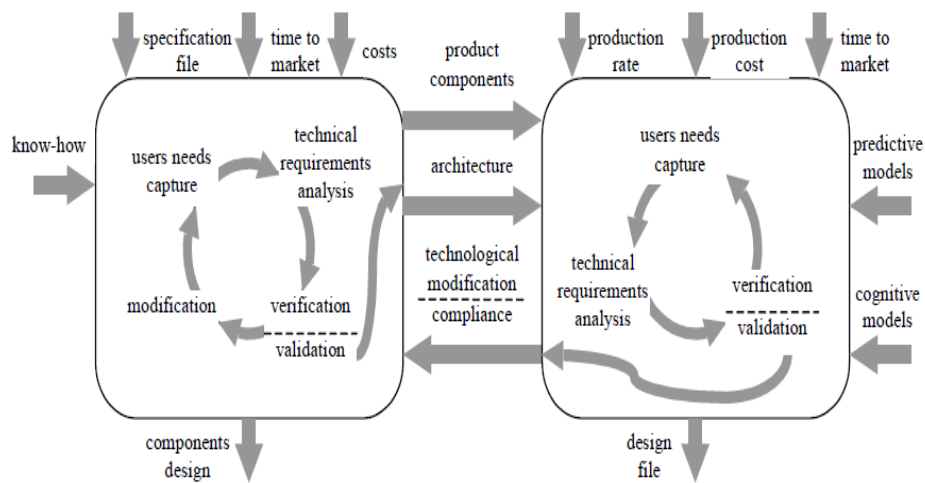 specification
file
time to
market
costs
product
components
production
rate
production
cost
time to
market
know-how
users needs
capture
technical
requirements
analysis
modification
verification
validation
architecture
technological
modification
compliance
users needs
capture
technical
requirements
analysis
verification
validation
predictive
models
cognitive
models
components
design
design
file